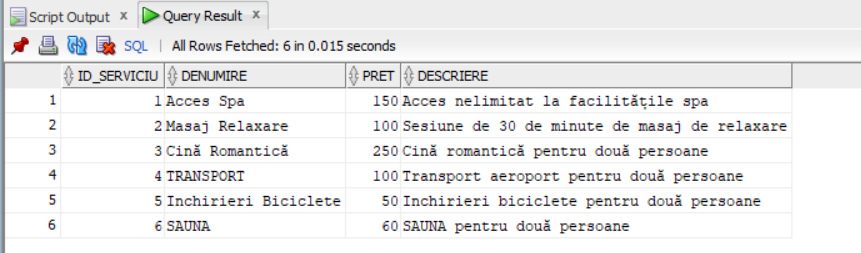 Script Output x Query Result x
SQL | All Rows Fetched: 6 in 0.015 seconds
ID_SERVICIU DENUMIRE PRET DESCRIERE
1 1 Acces Spa 150 Acces nelimitat la facilitățile spa
2 2 Masaj Relaxare 100 Sesiune de 30 de minute de masaj de relaxare
3 3 Cină Romantică 250 Cină romantică pentru două persoane
4 4 TRANSPORT 100 Transport aeroport pentru două persoane
5 5 Inchirieri Biciclete 50 Inchirieri biciclete pentru două persoane
6 6 SAUNA 60 SAUNA pentru două persoane